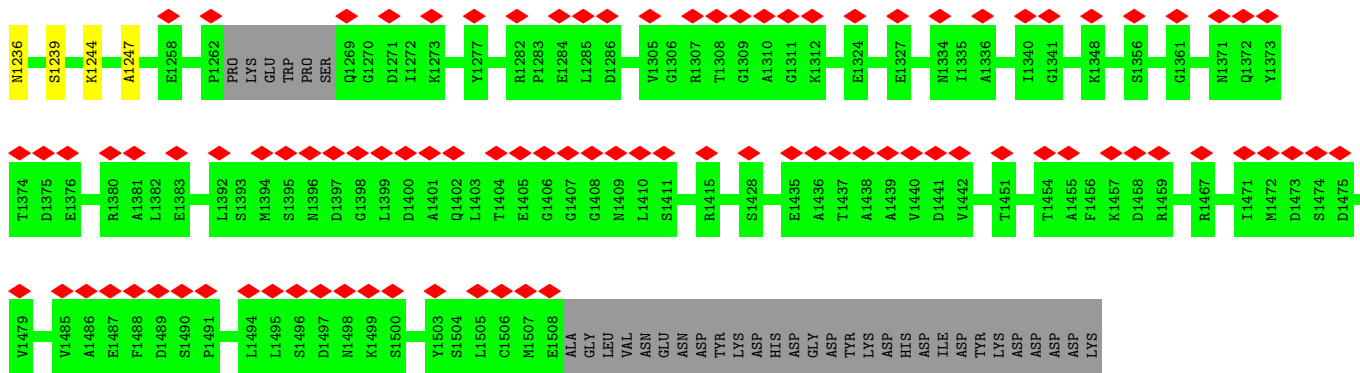 N1236 S1239 K1244 A1247 E1258 P1262 PRO LYS GLU TRP PRO SER Q1269 G1270 D1271 I1272 K1273 Y1277 R1282 P1283 E1284 L1285 D1286 V1305 G1306 R1307 T1308 G1309 A1310 G1311 K1312 E1324 E1327 N1334 I1335 A1336 I1340 G1341 K1348 S1356 G1361 N1371 Q1372 Y1373
T1374 D1375 E1376 R1380 A1381 L1382 E1383 L1392 S1393 M1394 S1395 N1396 D1397 G1398 L1399 D1400 A1401 Q1402 L1403 T1404 E1405 G1406 G1407 G1408 N1409 L1410 S1411 R1415 S1428 E1435 A1436 T1437 A1438 A1439 V1440 D1441 V1442 T1451 T1454 A1455 F1456 K1457 D1458 R1459 R1467 I1471 M1472 D1473 S1474 D1475
V1479 V1485 A1486 E1487 F1488 D1489 S1490 P1491 L1494 L1495 S1496 D1497 N1498 K1499 S1500 Y1503 S1504 L1505 C1506 M1507 E1508 ALA GLY LEU VAL ASN GLU ASN ASP TYR LYS ASP HIS ASP GLY ASP TYR LYS ASP HIS ASP ILE ASP TYR LYS ASP ASP ASP ASP LYS